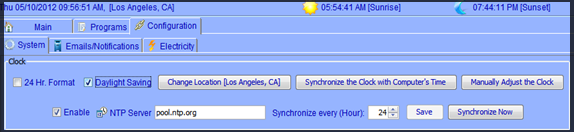 Thu 05/10/2012 09:56:51 AM, [Los Angeles, CA] 05:54:41 AM [Sunrise] 07:44:11 PM [Sunset]
Main Programs Configuration
System Emails/Notifications Electricity
Clock
24 Hr. Format Daylight Saving Change Location [Los Angeles, CA] Synchronize the Clock with Computer's Time Manually Adjust the Clock
Enable NTP Server pool.ntp.org Synchronize every (Hour): 24 Save Synchronize Now